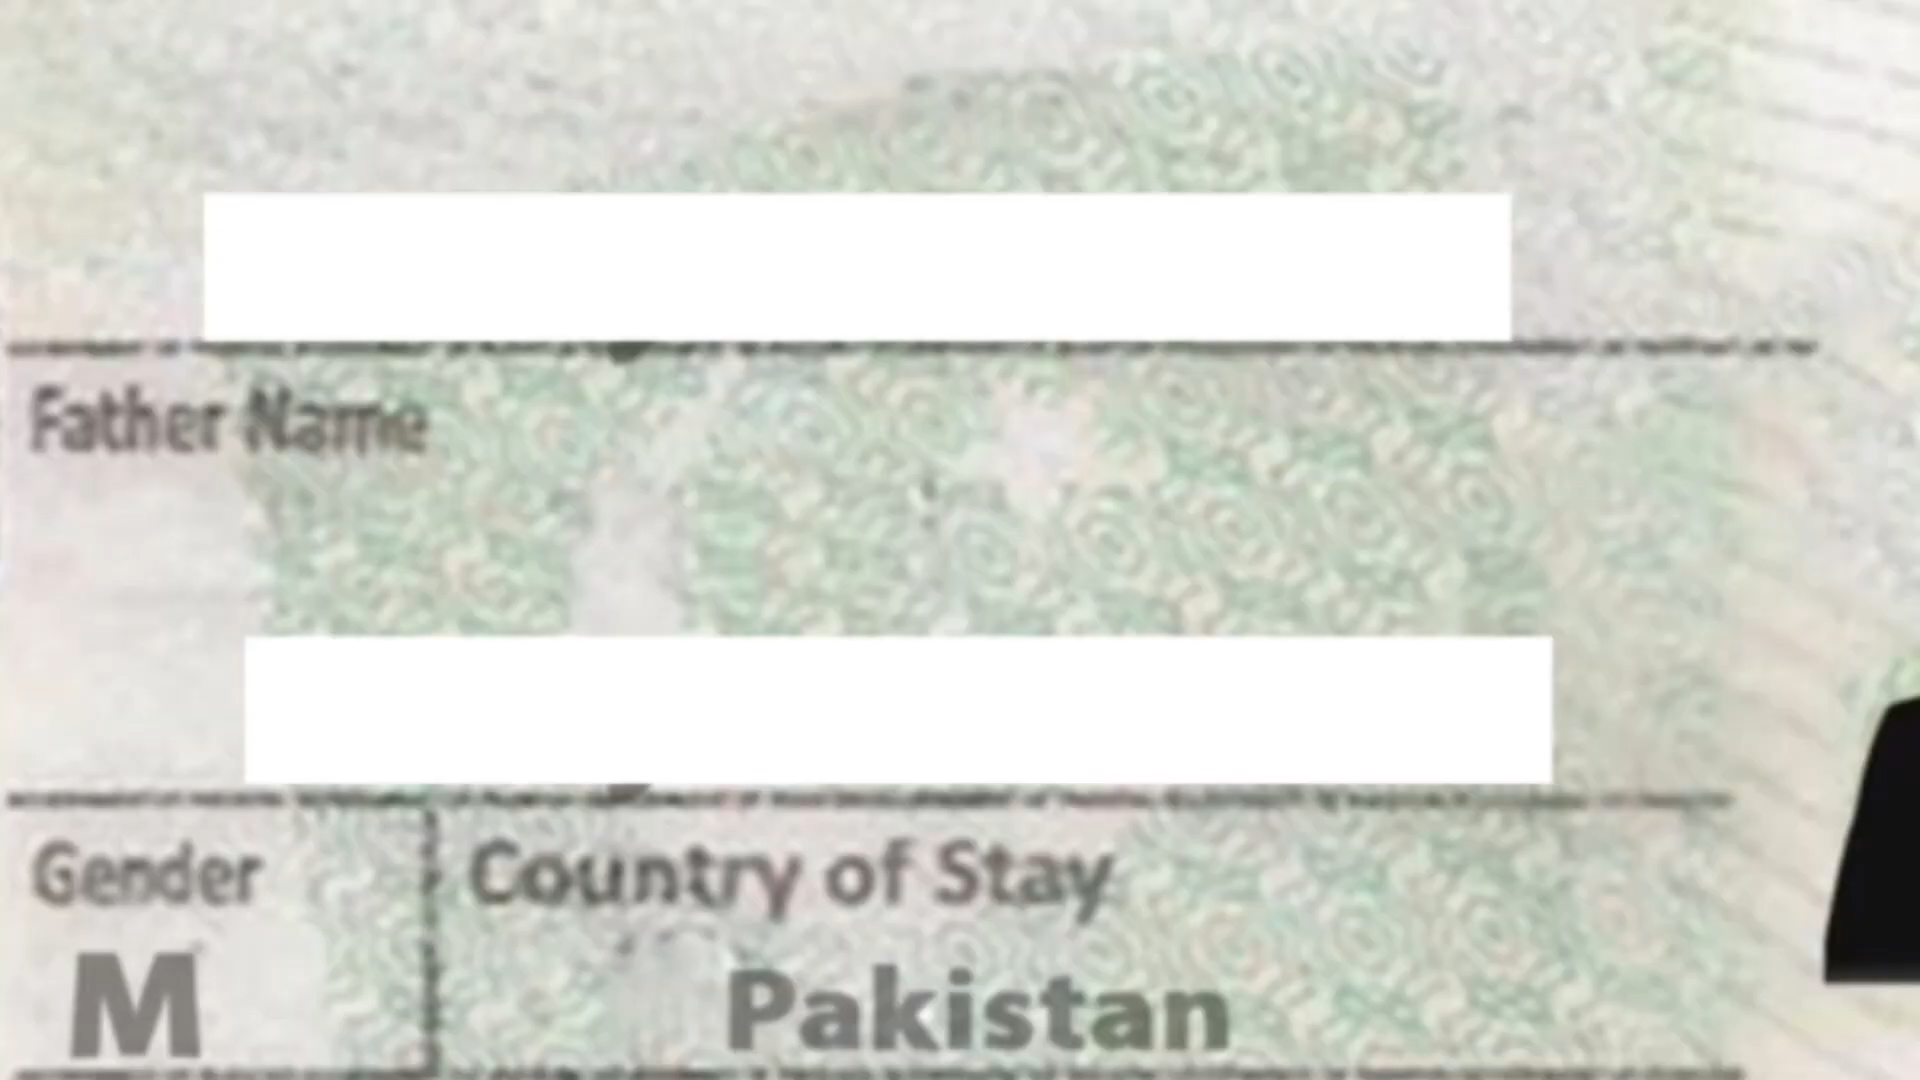 Father Name
Gender
Country of Stay
M
Pakistan